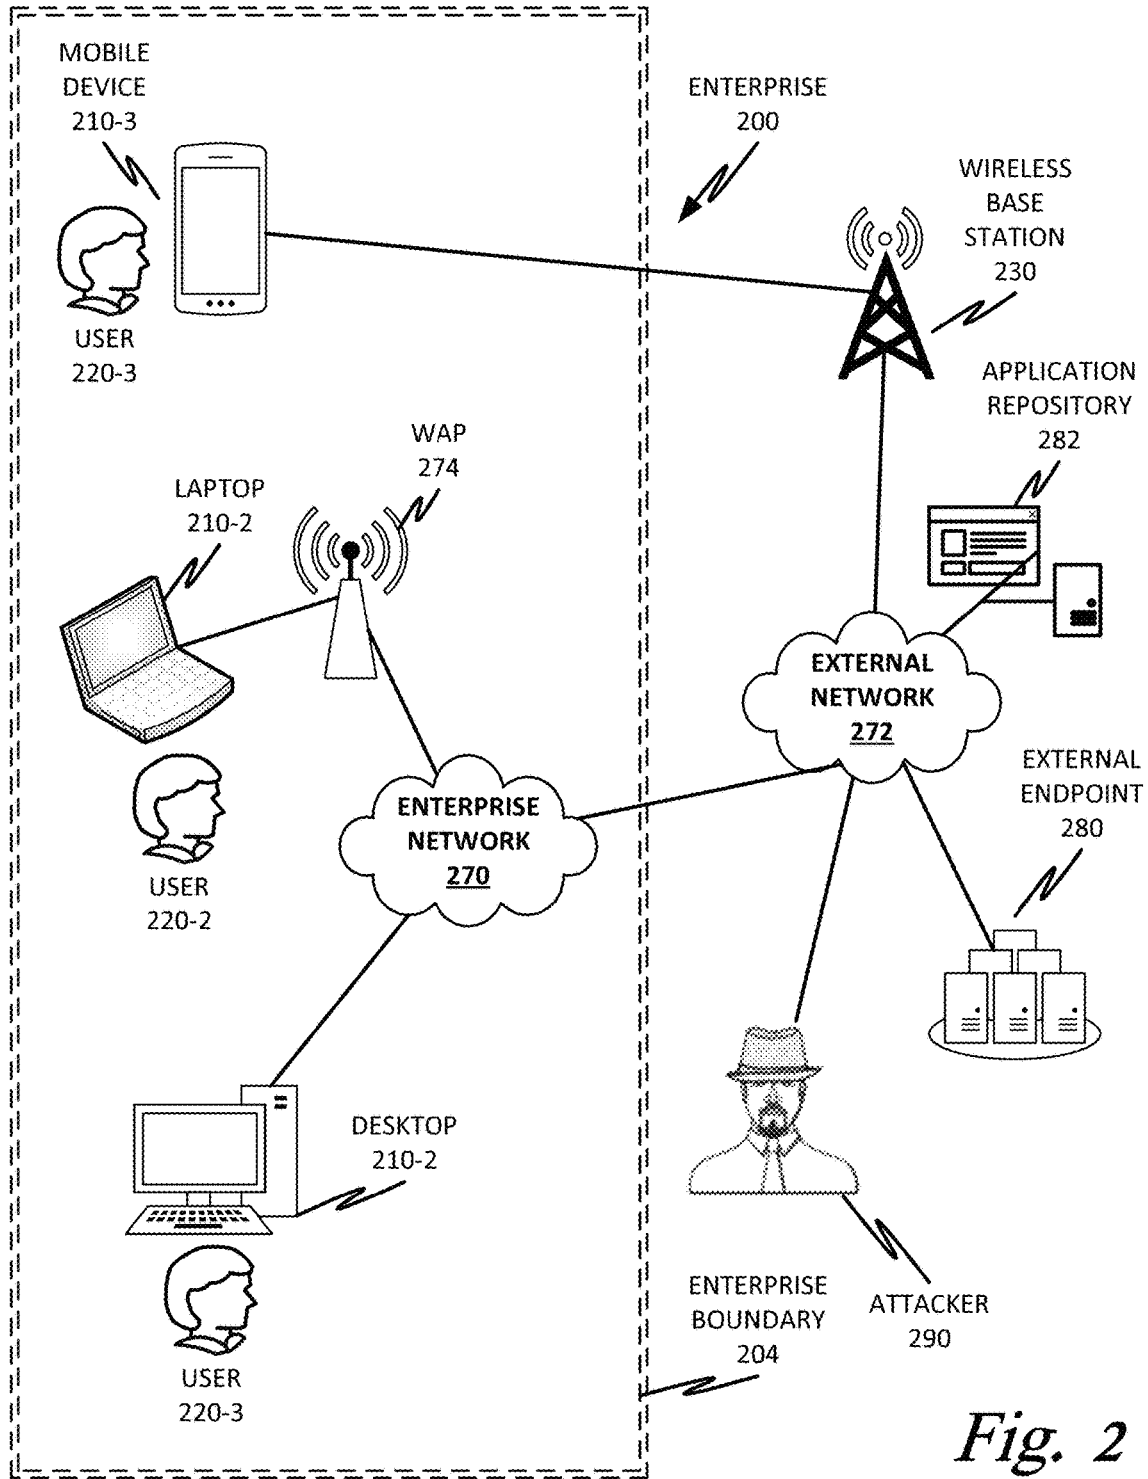 MOBILE
DEVICE
210-3
USER
220-3
ENTERPRISE
200
WIRELESS
BASE
STATION
230
APPLICATION
REPOSITORY
282
WAP
274
LAPTOP
210-2
USER
220-2
EXTERNAL
NETWORK
272
ENTERPRISE
NETWORK
270
EXTERNAL
ENDPOINT
280
DESKTOP
210-2
USER
220-3
ENTERPRISE
BOUNDARY
204
ATTACKER
290
Fig. 2